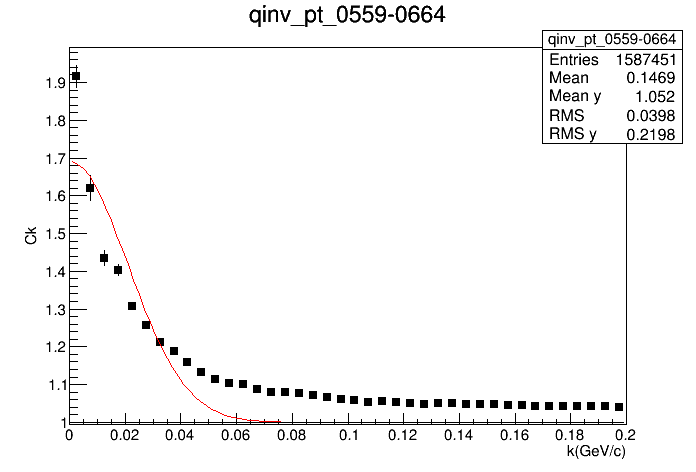 qinv_pt_0559-0664
qinv_pt_0559-0664
Entries 1587451
Mean 0.1469
Mean y 1.052
RMS 0.0398
RMS y 0.2198
Ck
1.9
1.8
1.7
1.6
1.5
1.4
1.3
1.2
1.1
1
0 0.02 0.04 0.06 0.08 0.1 0.12 0.14 0.16 0.18 0.2
k(GeV/c)